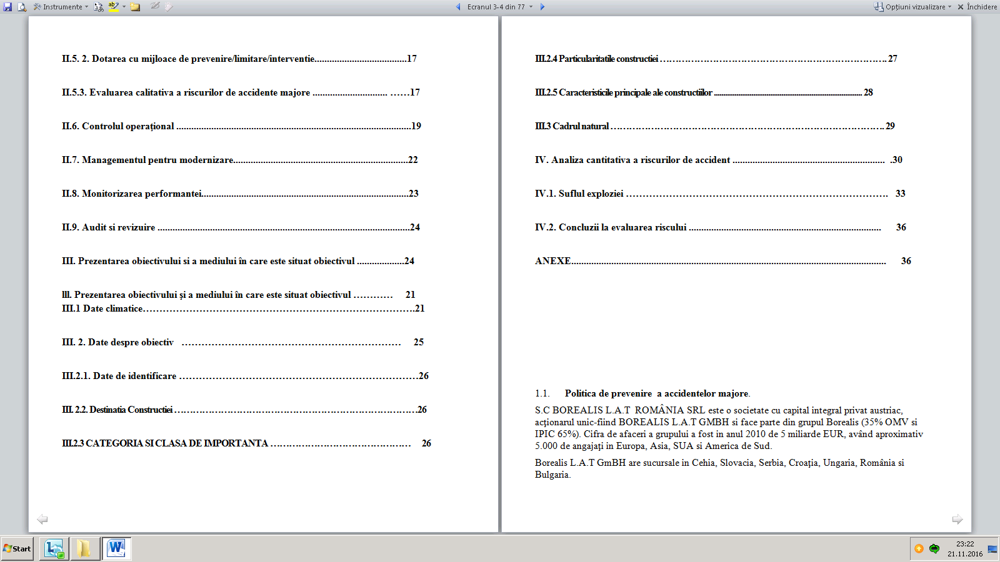 Instrumente
Ecranul 3-4 din 77
Opțiuni vizualizare
Închidere
II.5. 2. Dotarea cu mijloace de prevenire/limitare/interventie.....................................17
II.5.3. Evaluarea calitativa a riscurilor de accidente majore .............................. ……17
II.6. Controlul operaţional ..............................................................................................19
II.7. Managementul pentru modernizare......................................................................22
II.8. Monitorizarea performantei...................................................................................23
II.9. Audit si revizuire .....................................................................................................24
III. Prezentarea obiectivului si a mediului în care este situat obiectivul ...................24
lll. Prezentarea obiectivului şi a mediului în care este situat obiectivul ………… 21
III.1 Date climatice……………………………………………………………………….21
III. 2. Date despre obiectiv ………………………………………………………… 25
III.2.1. Date de identificare ………………………………………………………………26
III. 2.2. Destinatia Constructiei …………………………………………………………………26
III.2.3 CATEGORIA SI CLASA DE IMPORTANTA …………………………………… 26
III.2.4 Particularitatile constructiei ……………………………………………………………. 27
III.2.5 Caracteristicile principale ale constructiilor ............................................................................... 28
III.3 Cadrul natural ………………………………………………………………………. 29
IV. Analiza cantitativa a riscurilor de accident ............................................................. .30
IV.1. Suflul exploziei ……………………………………………………………………. 33
IV.2. Concluzii la evaluarea riscului ............................................................................. 36
ANEXE.............................................................................................................................. 36
1.1. Politica de prevenire a accidentelor majore.
S.C BOREALIS L.A.T ROMÂNIA SRL este o societate cu capital integral privat austriac,
acţionarul unic-fiind BOREALIS L.A.T GMBH si face parte din grupul Borealis (35% OMV si
IPIC 65%). Cifra de afaceri a grupului a fost in anul 2010 de 5 miliarde EUR, având aproximativ
5.000 de angajaţi in Europa, Asia, SUA si America de Sud.
Borealis L.A.T GmBH are sucursale in Cehia, Slovacia, Serbia, Croaţia, Ungaria, România si
Bulgaria.
Start
23:22
21.11.2016